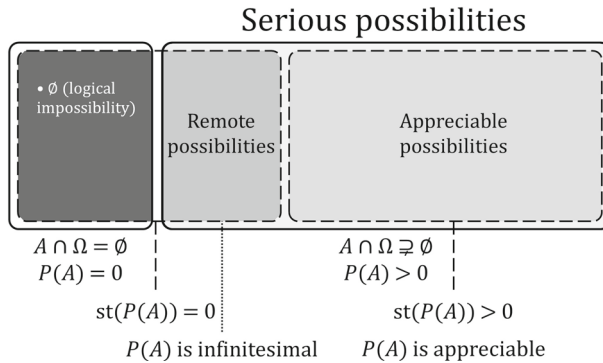 Serious possibilities
• ∅ (logical
impossibility)
Remote
possibilities
Appreciable
possibilities
A ∩ Ω = ∅
P(A) = 0
A ∩ Ω ⊋ ∅
P(A) > 0
st(P(A)) = 0
st(P(A)) > 0
P(A) is infinitesimal
P(A) is appreciable